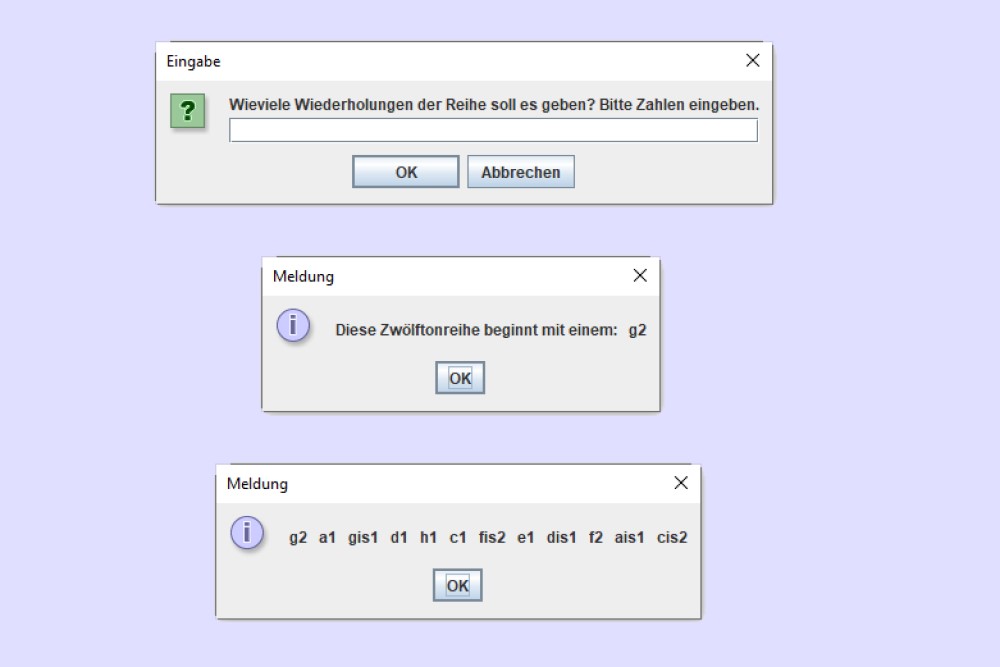 Eingabe
?
Wieviele Wiederholungen der Reihe soll es geben? Bitte Zahlen eingeben.
OK Abbrechen
Meldung
i
Diese Zwölftonreihe beginnt mit einem: g2
OK
Meldung
i
g2 a1 gis1 d1 h1 c1 fis2 e1 dis1 f2 ais1 cis2
OK